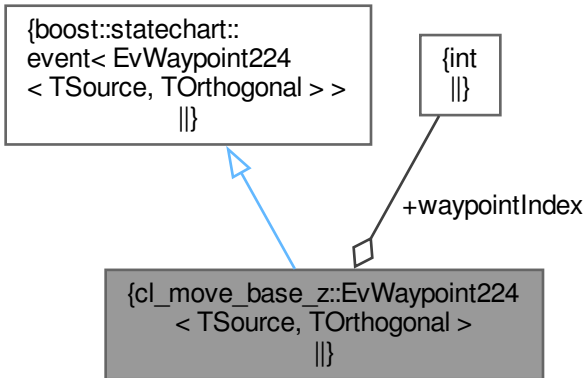 {boost::statechart::
event< EvWaypoint224
< TSource, TOrthogonal > >
||}
{int
||}
+waypointIndex
{cl_move_base_z::EvWaypoint224
< TSource, TOrthogonal >
||}